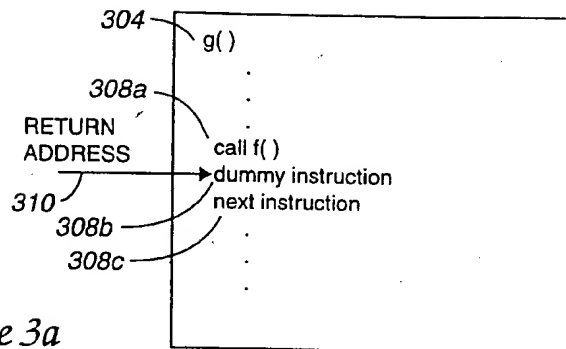 304
g( )
308a
RETURN
ADDRESS
call f( )
dummy instruction
310
next instruction
308b
308c
e 3a